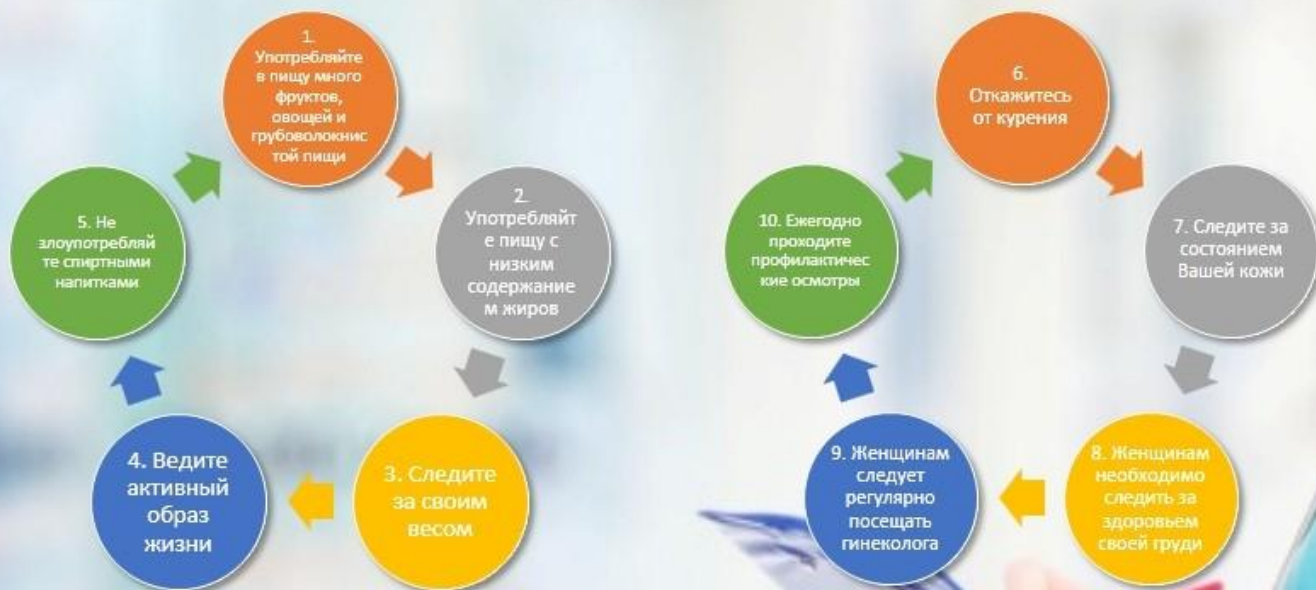 1.
Употребляйте
в пищу много
фруктов,
овощей и
грубоволокнис
той пищи
2.
Употребляйт
е пищу с
низким
содержание
м жиров
3. Следите
за своим
весом
4. Ведите
активный
образ
жизни
5. Не
злоупотребляй
те спиртными
напитками
6.
Откажитесь
от курения
7. Следите за
состоянием
Вашей кожи
8. Женщинам
необходимо
следить за
здоровьем
своей груди
9. Женщинам
следует
регулярно
посещать
гинеколога
10. Ежегодно
проходите
профилактичес
кие осмотры